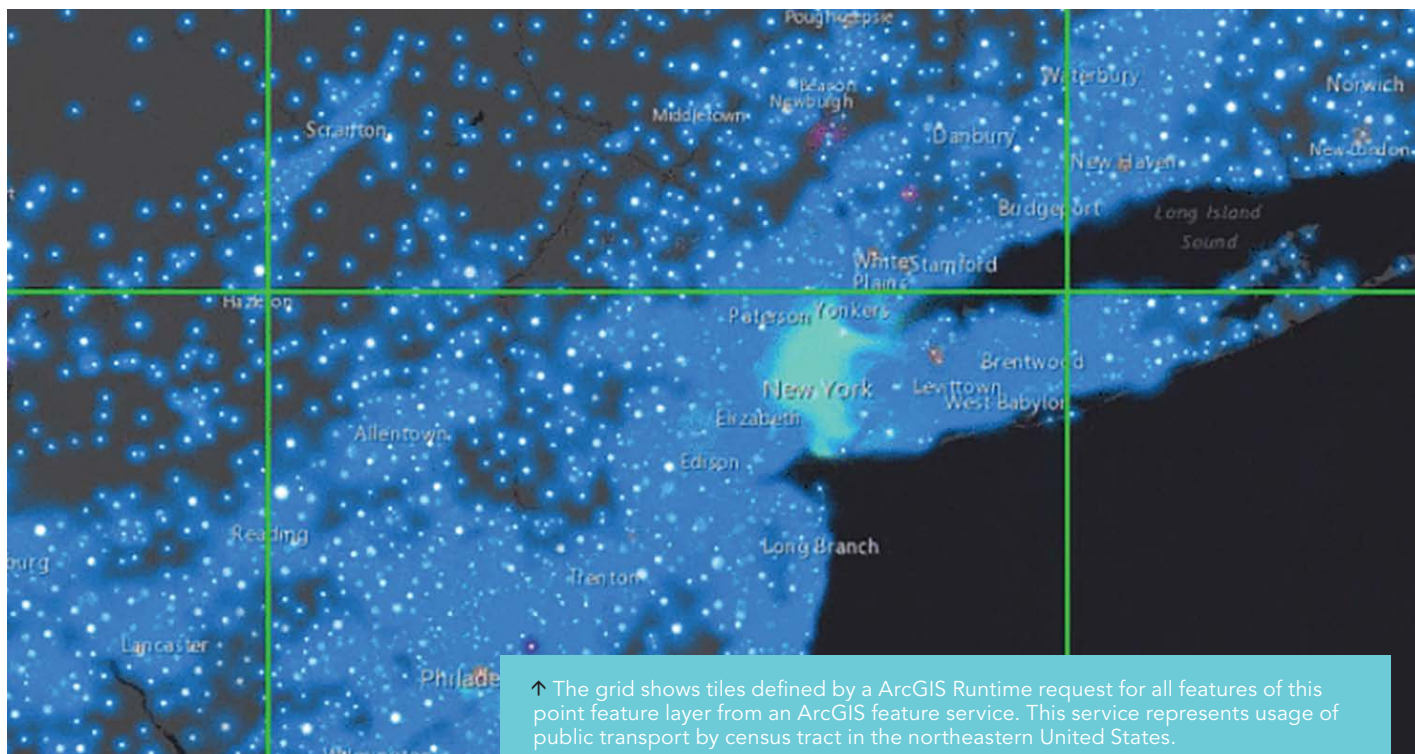 Poughkeepsie
Waterbury
Norwich
Beacon
Newburgh
Middletown
Scranton
Danbury
New London
New Haven
Bridgeport
Long Island
Sound
White
Plains
Stamford
Hazleton
Paterson
Yonkers
Brentwood
New York
Levittown
West Babylon
Elizabeth
Allentown
Edison
Reading
Long Branch
burg
Trenton
Lancaster
Philade
↑ The grid shows tiles defined by a ArcGIS Runtime request for all features of this
point feature layer from an ArcGIS feature service. This service represents usage of
public transport by census tract in the northeastern United States.